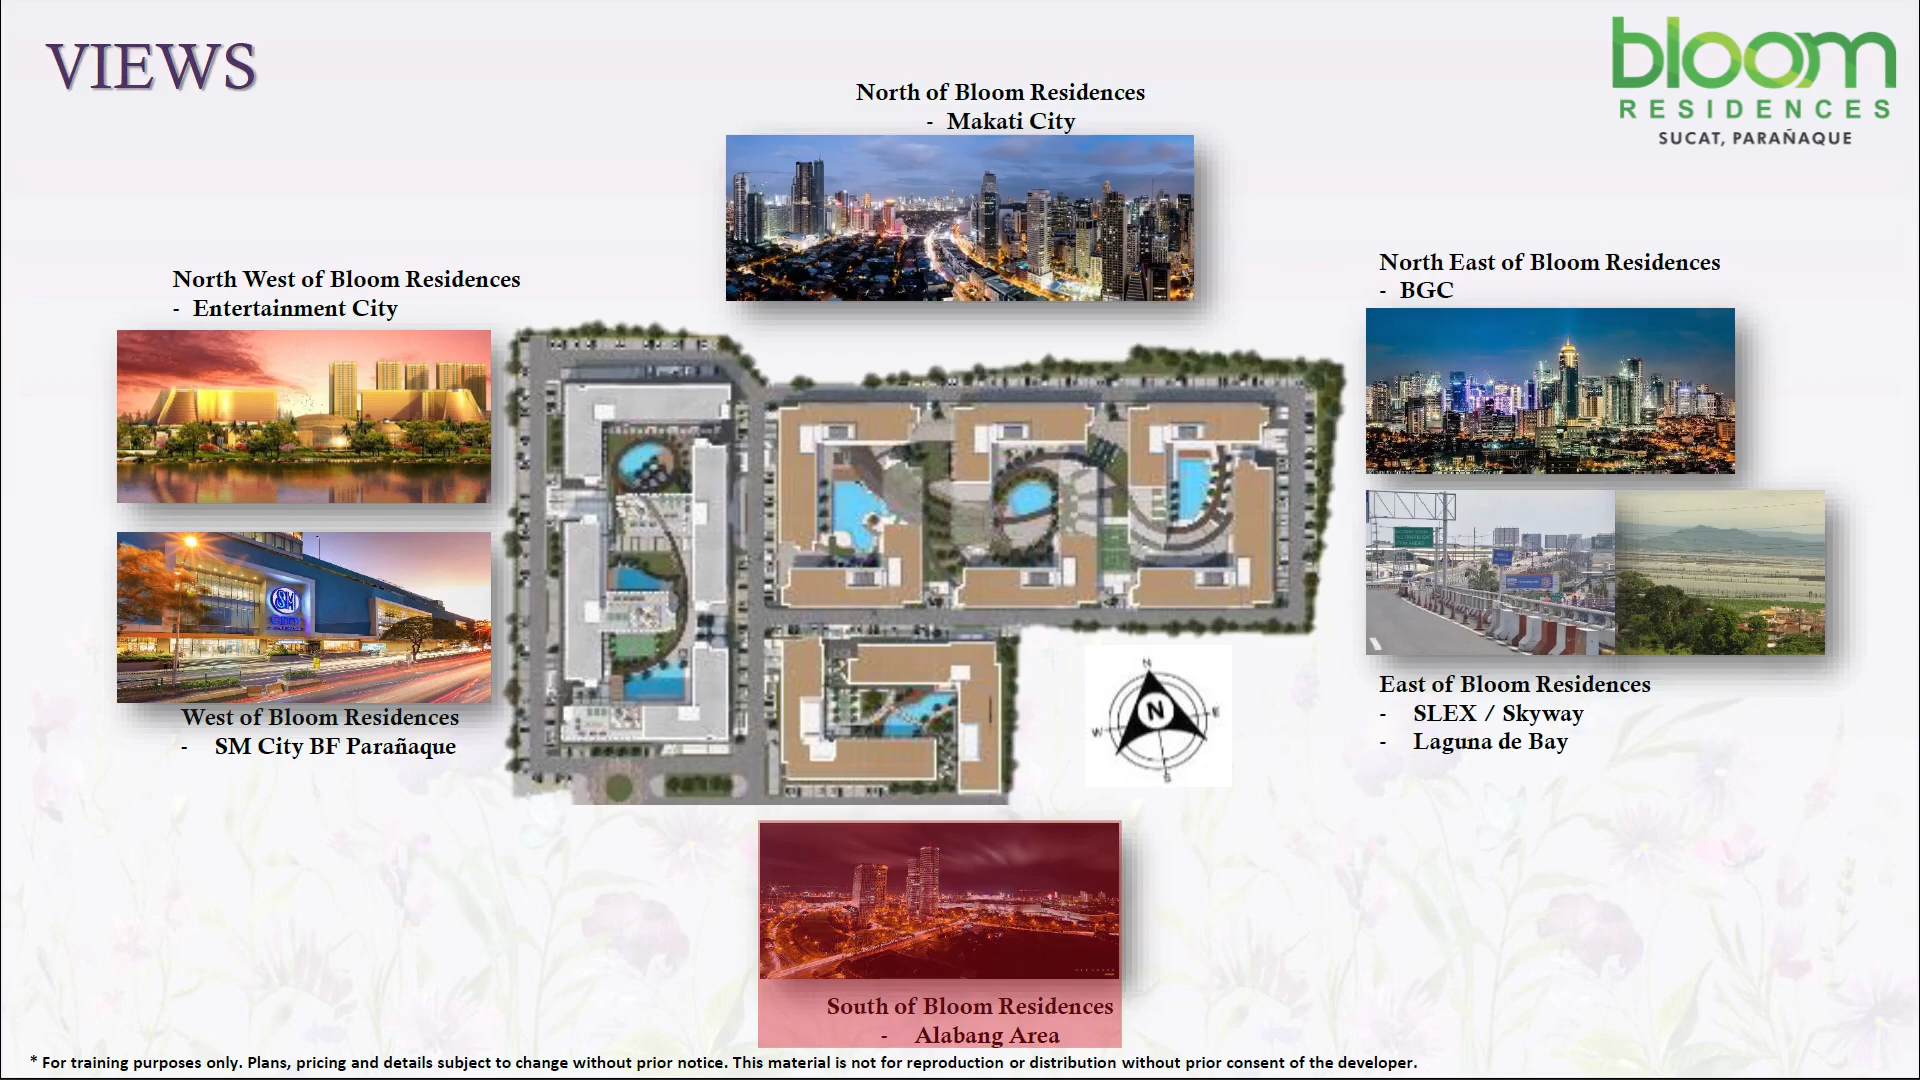 VIEWS
bloom
RESIDENCES
SUCAT, PARAÑAQUE
North of Bloom Residences
- Makati City
North West of Bloom Residences
- Entertainment City
North East of Bloom Residences
- BGC
SM
CITY
West of Bloom Residences
- SM City BF Parañaque
N
N
W
E
S
East of Bloom Residences
- SLEX / Skyway
- Laguna de Bay
South of Bloom Residences
- Alabang Area
* For training purposes only. Plans, pricing and details subject to change without prior notice. This material is not for reproduction or distribution without prior consent of the developer.